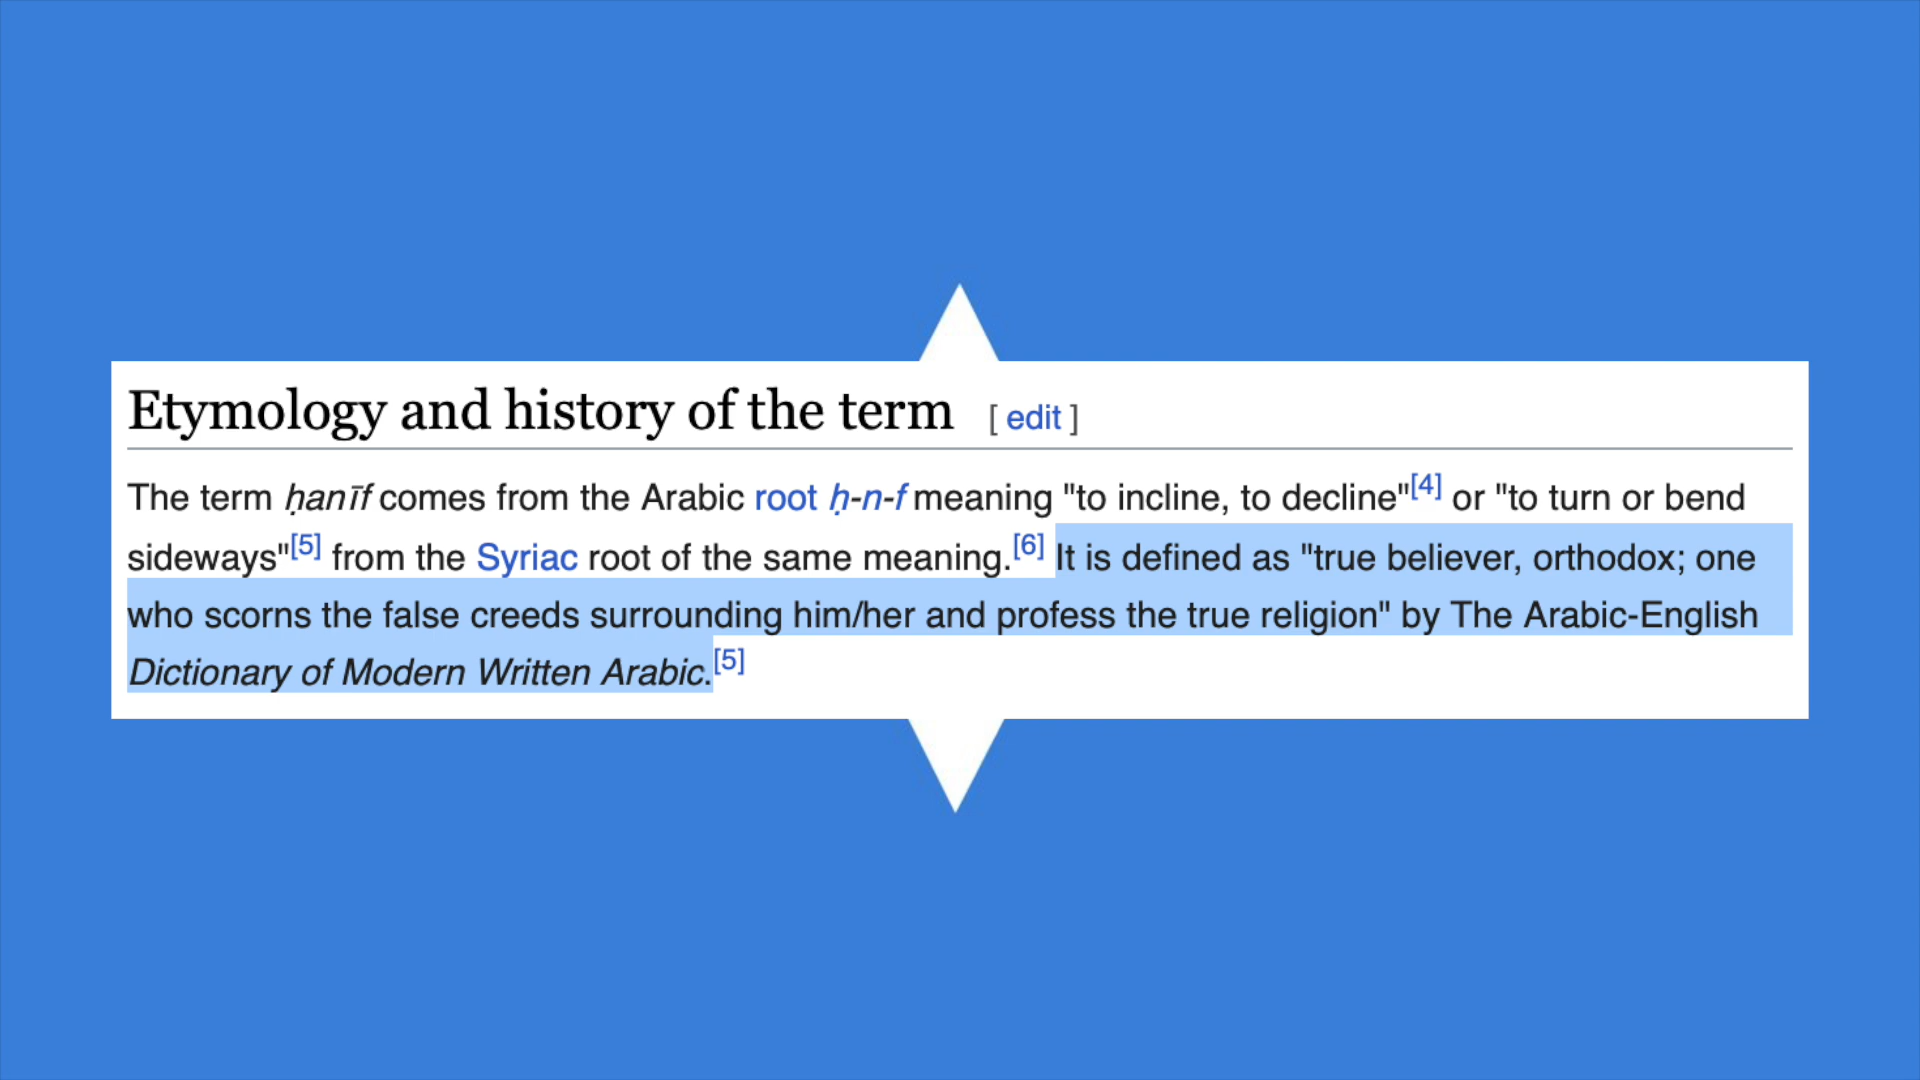 Etymology and history of the term [ edit ]
The term ḥanīf comes from the Arabic root ḥ-n-f meaning "to incline, to decline"[4] or "to turn or bend
sideways"[5] from the Syriac root of the same meaning.[6] It is defined as "true believer, orthodox; one
who scorns the false creeds surrounding him/her and profess the true religion" by The Arabic-English
Dictionary of Modern Written Arabic.[5]